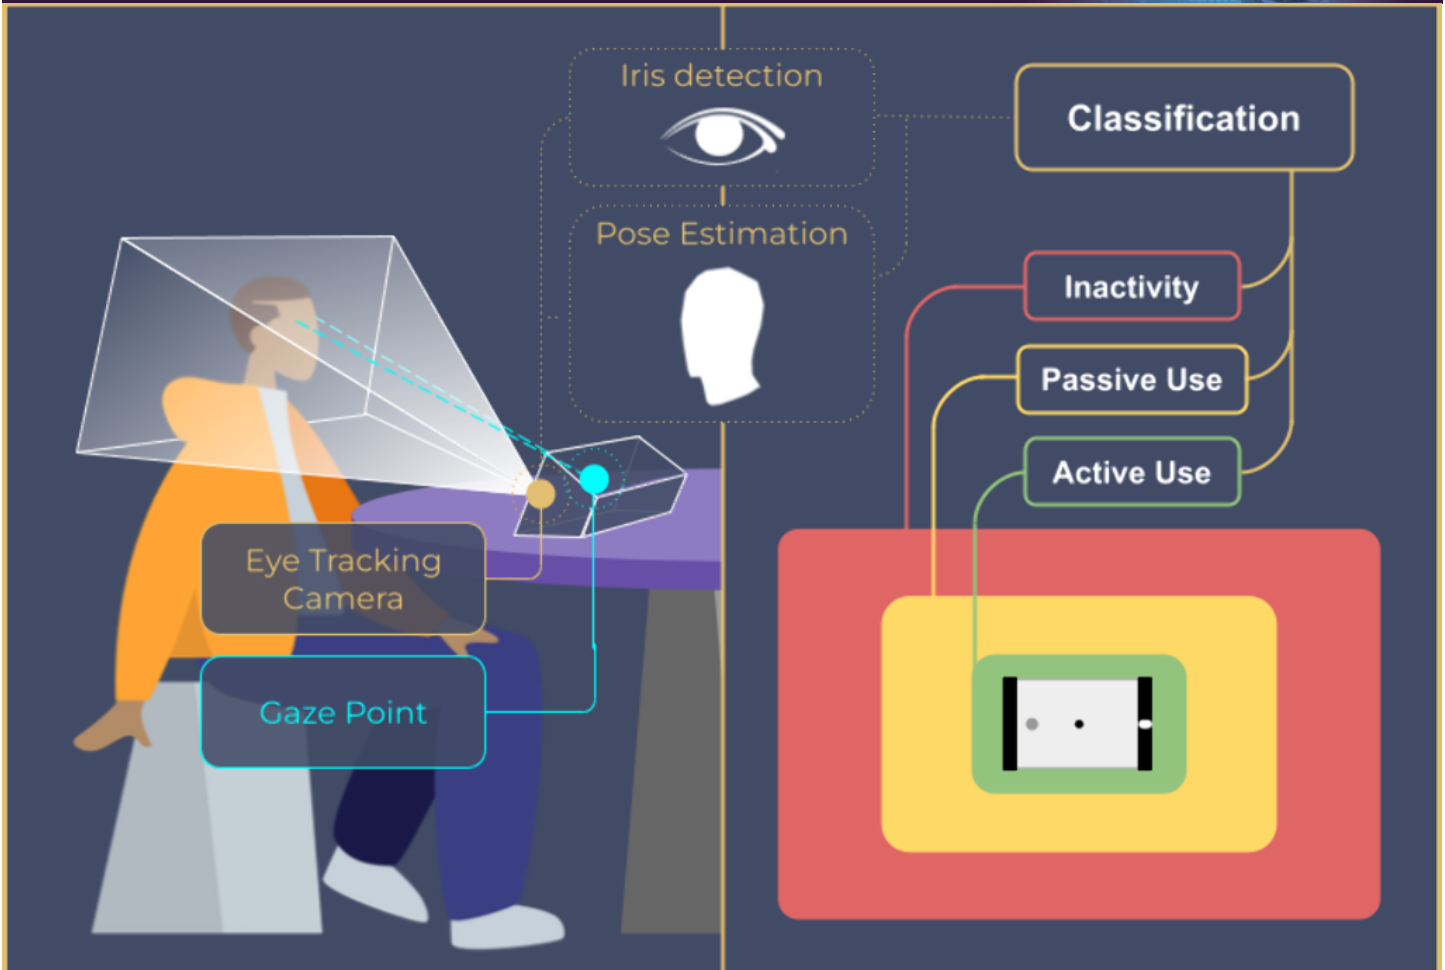 Iris detection
Pose Estimation
Eye Tracking
Camera
Gaze Point
Classification
Inactivity
Passive Use
Active Use